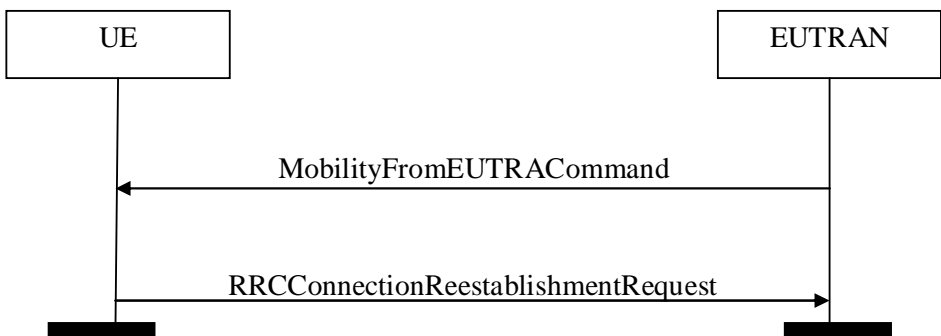 UE
EUTRAN
MobilityFromEUTRACommand
RRCConnectionReestablishmentRequest